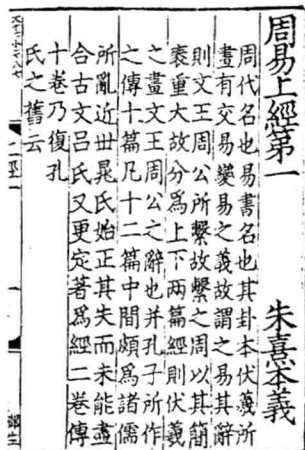 周易上經第一
朱熹本義
周代名也易書名也其卦本伏羲所
畫有交易變易之義故謂之易其辭
則文王周公所繫故繫之周以其簡
袠重大故分為上下兩篇經則伏羲
之畫文王周公之辭也并孔子所作
之傳十篇凡十二篇中間頗為諸儒
所亂近世晁氏始正其失而未能盡
合古文呂氏又更定著為經二卷傳
十卷乃復孔
氏之舊云